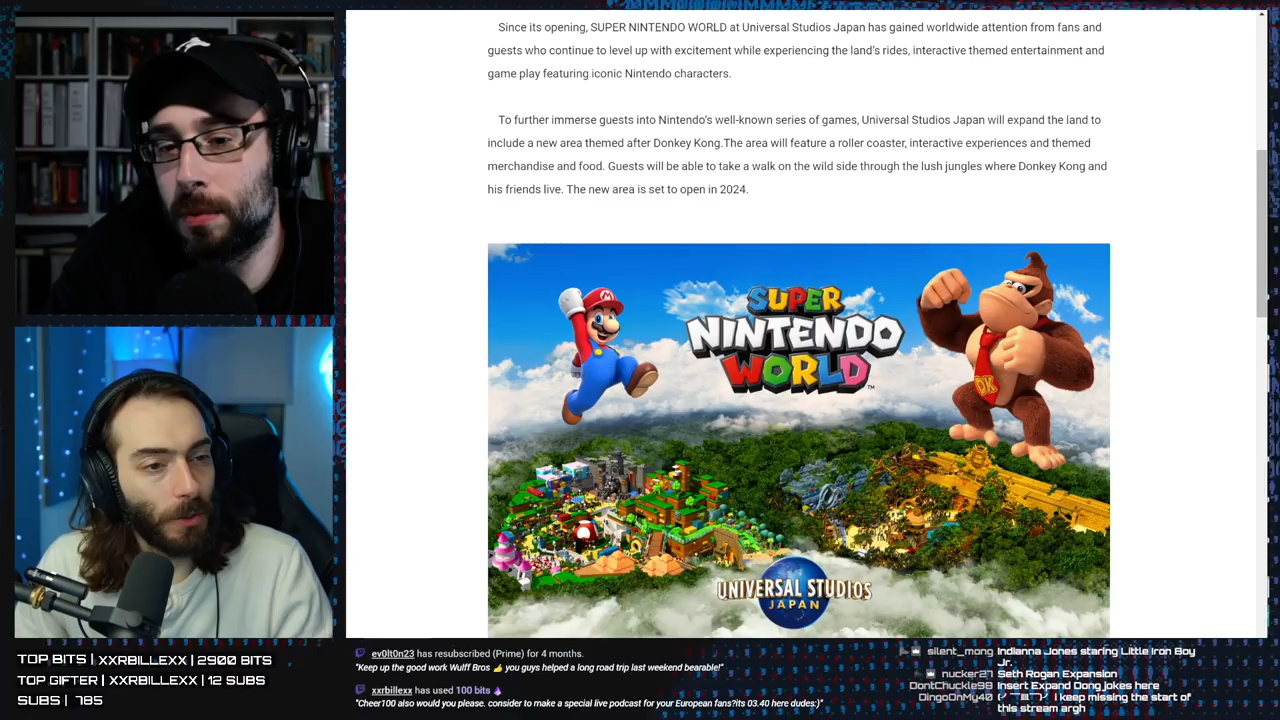 Since its opening, SUPER NINTENDO WORLD at Universal Studios Japan has gained worldwide attention from fans and
guests who continue to level up with excitement while experiencing the land's rides, interactive themed entertainment and
game play featuring iconic Nintendo characters.
To further immerse guests into Nintendo's well-known series of games, Universal Studios Japan will expand the land to
include a new area themed after Donkey Kong.The area will feature a roller coaster, interactive experiences and themed
merchandise and food. Guests will be able to take a walk on the wild side through the lush jungles where Donkey Kong and
his friends live. The new area is set to open in 2024.
SUPER
NINTENDO
WORLD™
M
DK
UNIVERSAL STUDIOS
JAPAN
TOP BITS | XXRBILLEXX | 2900 BITS
TOP GIFTER | XXRBILLEXX | 12 SUBS
SUBS | 785
ev0lt0n23 has resubscribed (Prime) for 4 months.
"Keep up the good work Wulff Bros 💪 you guys helped a long road trip last weekend bearable!"
xxrbillexx has used 100 bits
"Cheer100 also would you please. consider to make a special live podcast for your European fans?its 03.40 here dudes:)"
silent_mong Indianna Jones staring Little Iron Boy
Jr.
nucker27 Seth Rogan Expansion
DontChuckle98 Insert Expand Dong jokes here
DingoOnMy40 (╯°□°)╯ I keep missing the start of
this stream argh